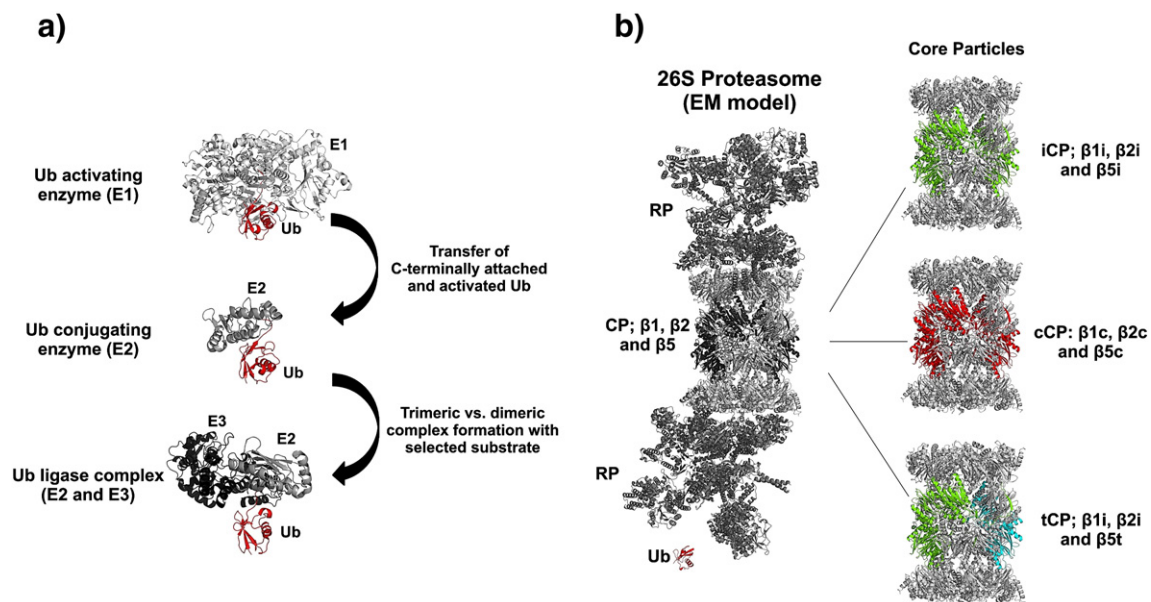 a)
Ub activating
enzyme (E1)
E1
Ub
Transfer of
C-terminally attached
and activated Ub
Ub conjugating
enzyme (E2)
E2
Ub
Trimeric vs. dimeric
complex formation with
selected substrate
Ub ligase complex
(E2 and E3)
E3
E2
Ub
b)
26S Proteasome
(EM model)
RP
CP; β1, β2
and β5
RP
Ub
Core Particles
iCP; β1i, β2i
and β5i
cCP: β1c, β2c
and β5c
tCP; β1i, β2i
and β5t